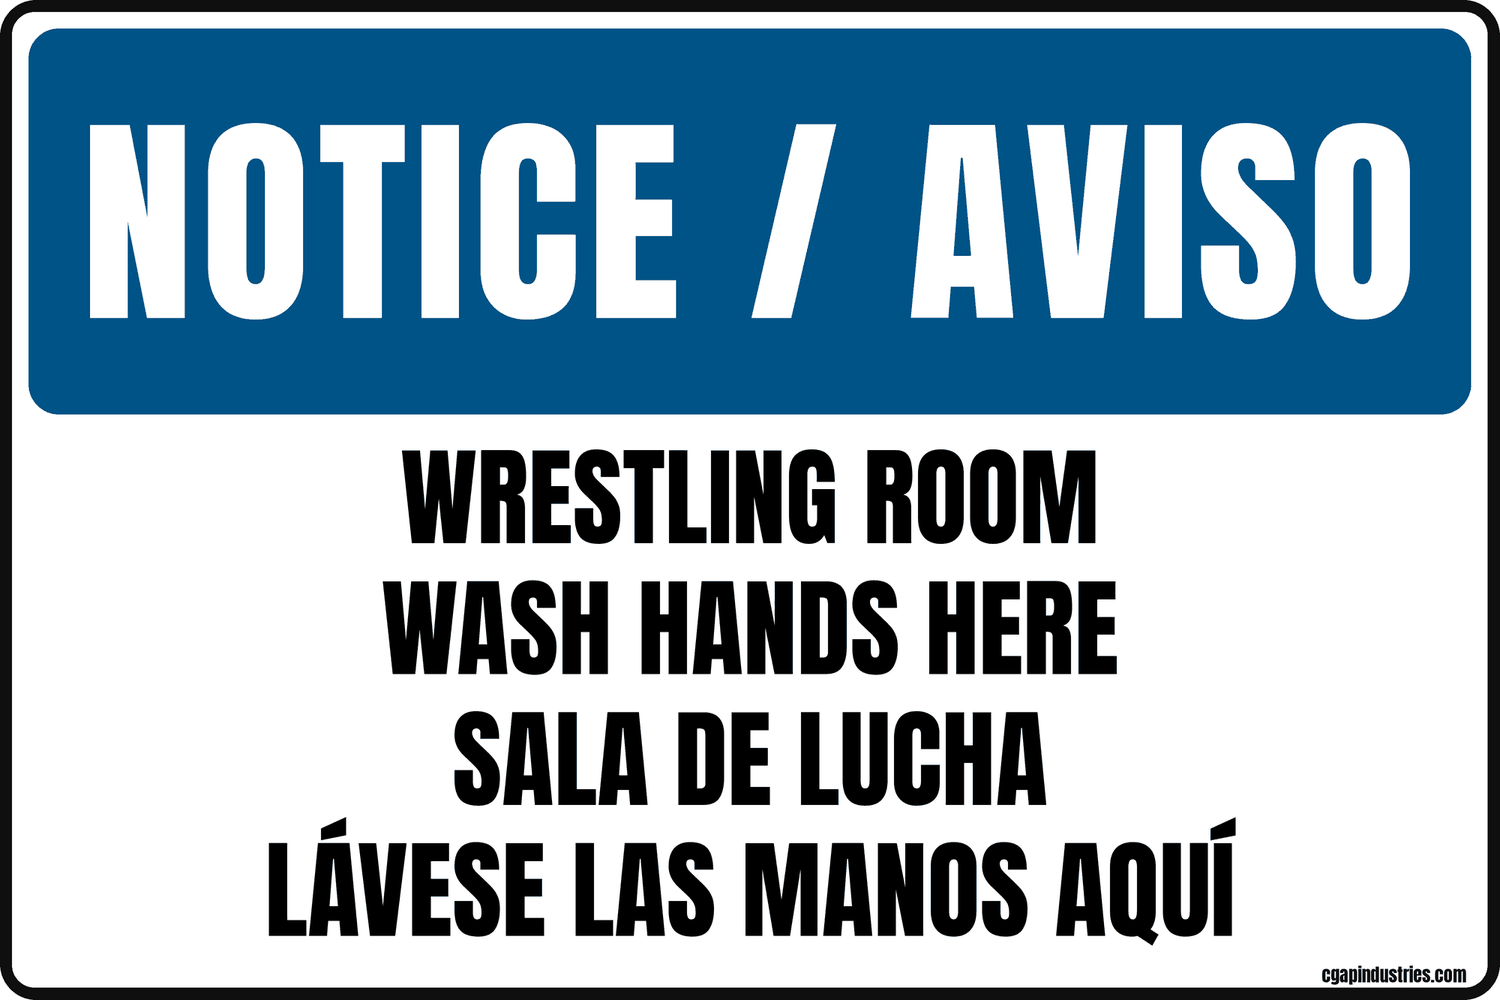 NOTICE / AVISO
WRESTLING ROOM
WASH HANDS HERE
SALA DE LUCHA
LÁVESE LAS MANOS AQUÍ
cgapindustries.com